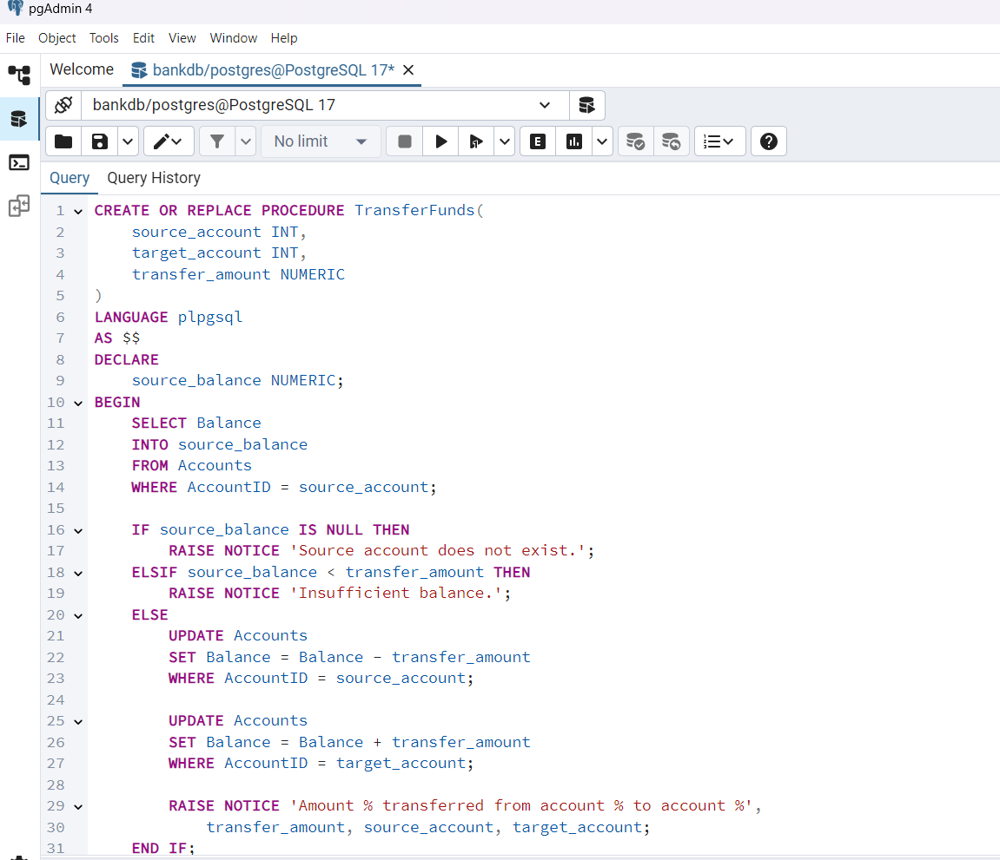 pgAdmin 4
File Object Tools Edit View Window Help
Welcome bankdb/postgres@PostgreSQL 17*
bankdb/postgres@PostgreSQL 17
No limit
E
Query Query History
1 CREATE OR REPLACE PROCEDURE TransferFunds(
2     source_account INT,
3     target_account INT,
4     transfer_amount NUMERIC
5 )
6 LANGUAGE plpgsql
7 AS $$
8 DECLARE
9     source_balance NUMERIC;
10 BEGIN
11     SELECT Balance
12     INTO source_balance
13     FROM Accounts
14     WHERE AccountID = source_account;
15
16     IF source_balance IS NULL THEN
17         RAISE NOTICE 'Source account does not exist.';
18     ELSIF source_balance < transfer_amount THEN
19         RAISE NOTICE 'Insufficient balance.';
20     ELSE
21         UPDATE Accounts
22         SET Balance = Balance - transfer_amount
23         WHERE AccountID = source_account;
24
25         UPDATE Accounts
26         SET Balance = Balance + transfer_amount
27         WHERE AccountID = target_account;
28
29         RAISE NOTICE 'Amount % transferred from account % to account %',
30             transfer_amount, source_account, target_account;
31     END IF;